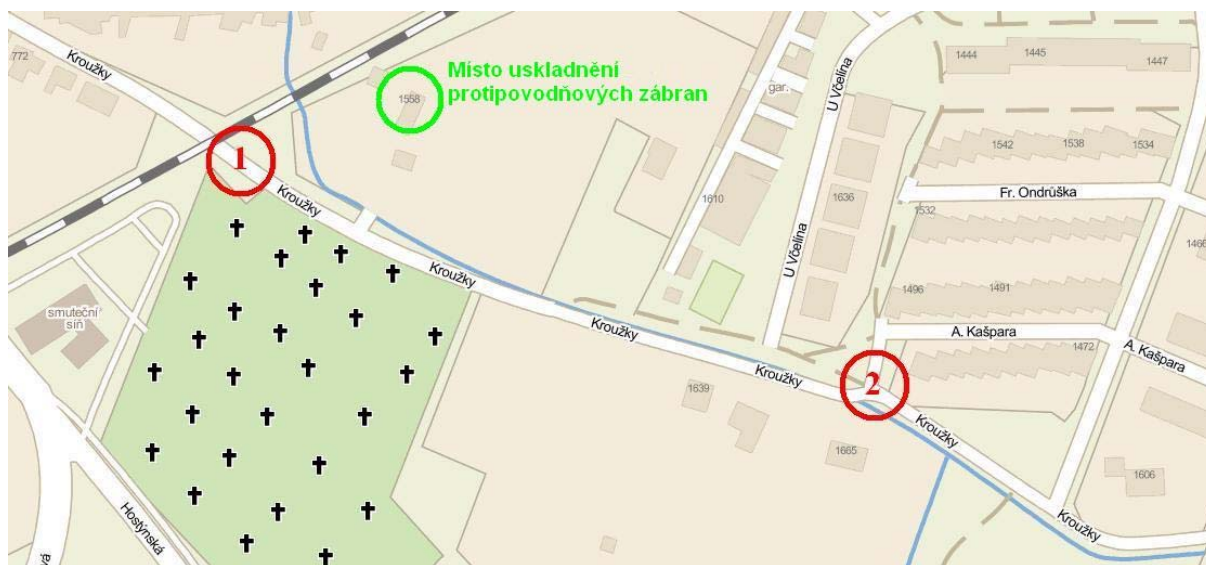 772
Kroužky
Místo uskladnění
protipovodňových zábran
1558
1
Kroužky
Kroužky
Kroužky
Kroužky
Kroužky
Kroužky
2
gar.
1610
U Včelína
U Včelína
1636
1444
1445
1447
1542
1538
1534
Fr. Ondrůška
1532
1466
1496
1491
A. Kašpara
A. Kašpara
1472
1639
1665
1606
smuteční
síň
Hostýnská
vá